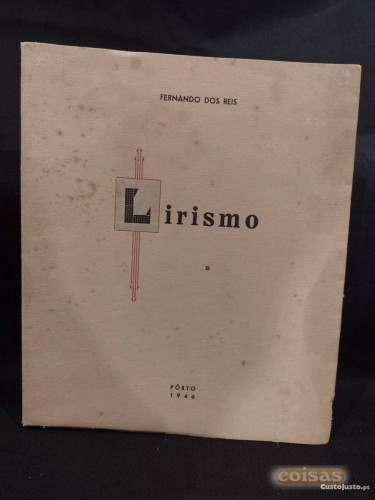 FERNANDO DOS REIS
Lirismo
PÔRTO
1944
coisas
CustoJusto.pt